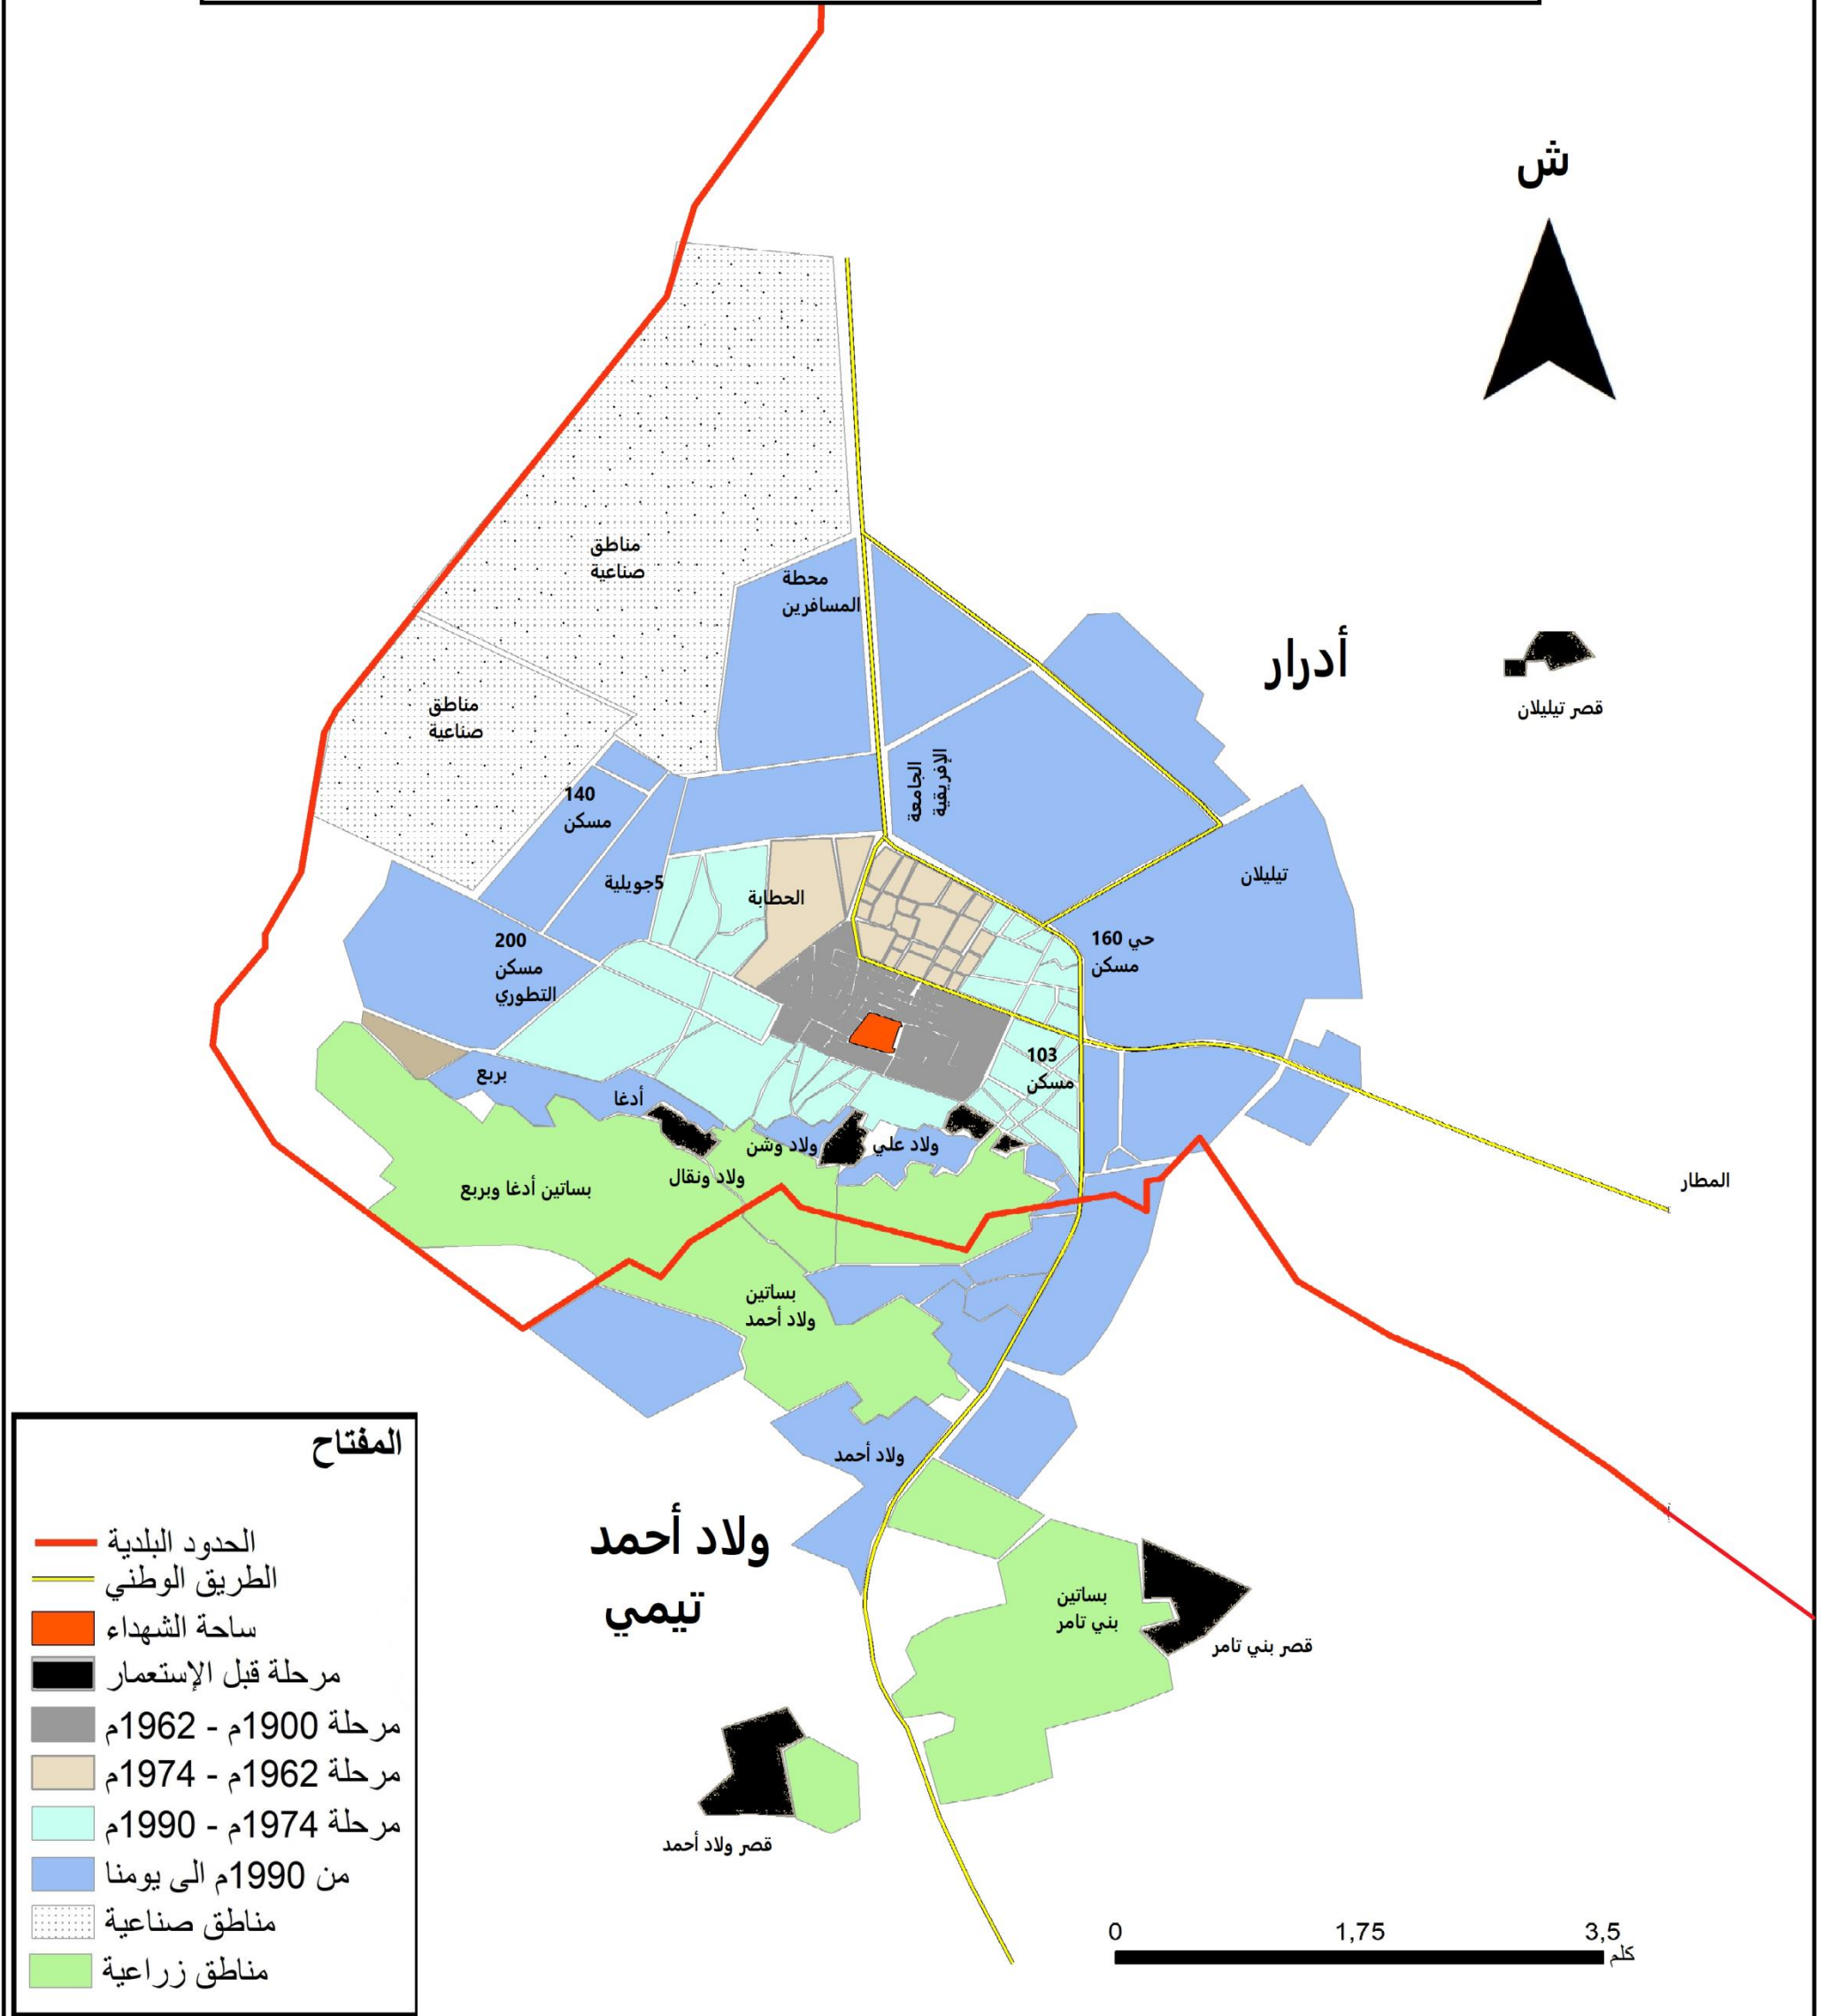 ش
مناطق
صناعية
محطة
المسافرين
أدرار
قصر تيليلان
مناطق
صناعية
الجامعة
الإفريقية
140
مسكن
5جويلية
الحطابة
تيليلان
200
مسكن
التطوري
حي 160
مسكن
103
مسكن
بربع
أدغا
ولاد وشن
ولاد علي
ولاد ونقال
بساتين أدغا وبربع
المطار
بساتين
ولاد أحمد
ولاد أحمد
ولاد أحمد
تيمي
بساتين
بني تامر
قصر بني تامر
قصر ولاد أحمد
المفتاح
الحدود البلدية
الطريق الوطني
ساحة الشهداء
مرحلة قبل الإستعمار
مرحلة 1900م - 1962م
مرحلة 1962م - 1974م
مرحلة 1974م - 1990م
من 1990م الى يومنا
مناطق صناعية
مناطق زراعية
0 1,75 3,5
كلم